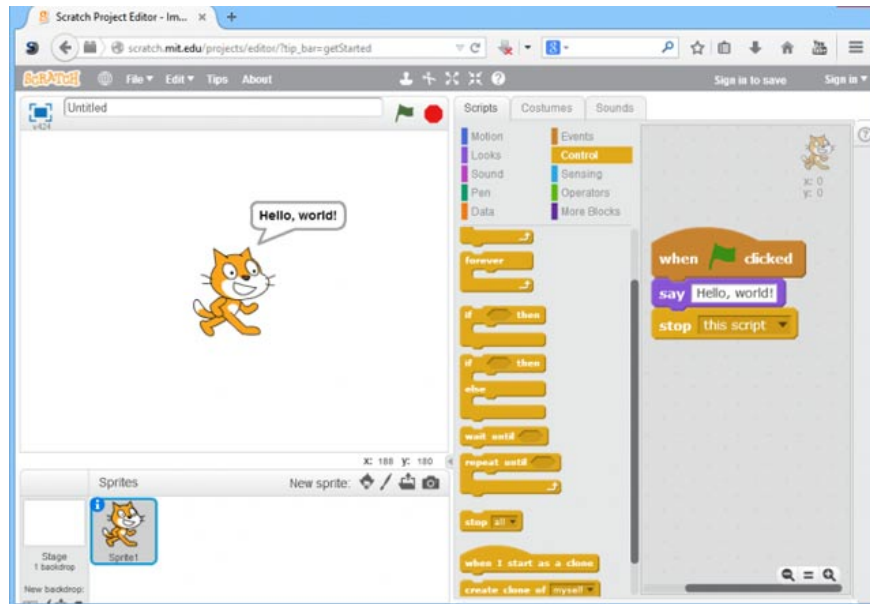 Scratch Project Editor - Im...
scratch.mit.edu/projects/editor/?tip_bar=getStarted
SCRATCH File Edit Tips About Sign in to save Sign in
Untitled
v424
Scripts Costumes Sounds
Motion Events
Looks Control
Sound Sensing
Pen Operators
Data More Blocks
x: 0
y: 0
Hello, world!
forever
if then
if then
else
wait until
repeat until
stop all
when I start as a clone
create clone of myself
when clicked
say Hello, world!
stop this script
x: 188 y: 180
Sprites New sprite:
Sprite1
Stage
1 backdrop
New backdrop: